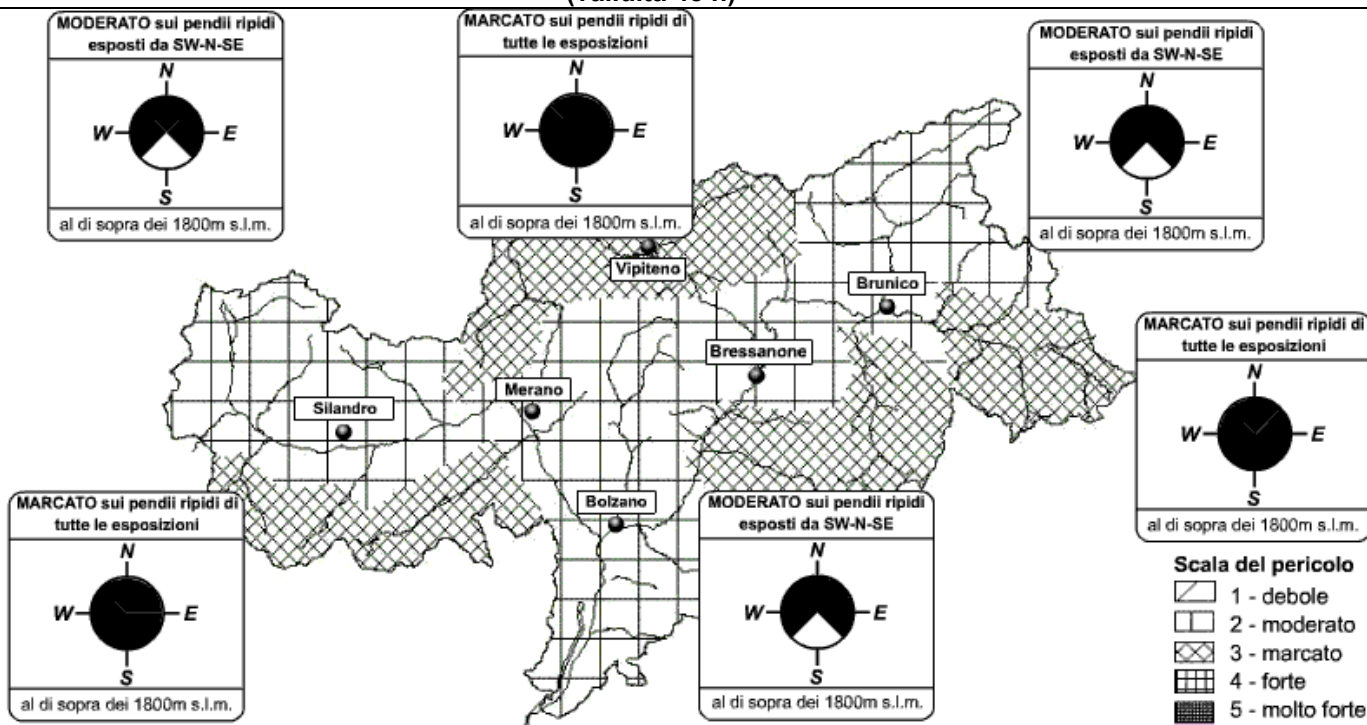 MODERATO sui pendii ripidi
esposti da SW-N-SE
N
W
E
S
al di sopra dei 1800m s.l.m.
MARCATO sui pendii ripidi di
tutte le esposizioni
N
W
E
S
al di sopra dei 1800m s.l.m.
MODERATO sui pendii ripidi
esposti da SW-N-SE
N
W
E
S
al di sopra dei 1800m s.l.m.
Vipiteno
Brunico
Bressanone
Merano
Silandro
Bolzano
MARCATO sui pendii ripidi di
tutte le esposizioni
N
W
E
S
al di sopra dei 1800m s.l.m.
MARCATO sui pendii ripidi di
tutte le esposizioni
N
W
E
S
al di sopra dei 1800m s.l.m.
MODERATO sui pendii ripidi
esposti da SW-N-SE
N
W
E
S
al di sopra dei 1800m s.l.m.
Scala del pericolo
1 - debole
2 - moderato
3 - marcato
4 - forte
5 - molto forte